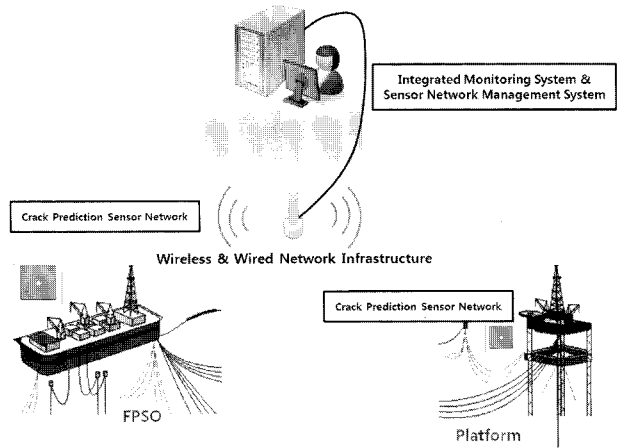 Integrated Monitoring System &
Sensor Network Management System
Crack Prediction Sensor Network
Wireless & Wired Network Infrastructure
Crack Prediction Sensor Network
FPSO
Platform